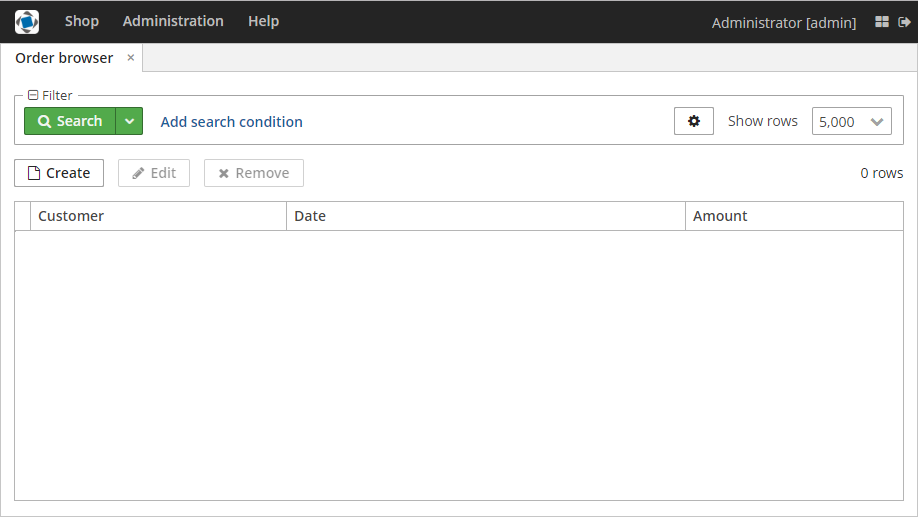 Shop Administration Help Administrator [admin]
Order browser ×
Filter
Search Add search condition Show rows 5,000
Create Edit Remove 0 rows
Customer Date Amount